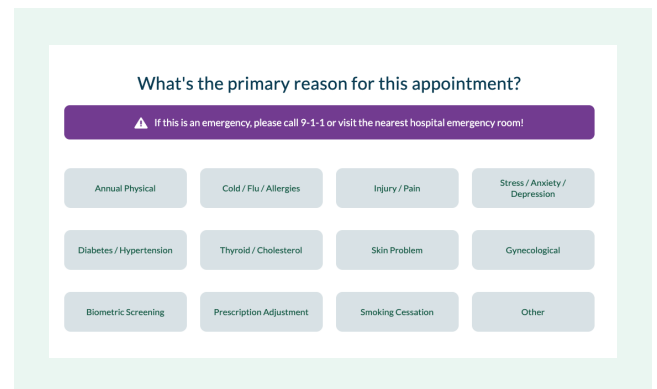 What's the primary reason for this appointment?
If this is an emergency, please call 9-1-1 or visit the nearest hospital emergency room!
Annual Physical
Cold / Flu / Allergies
Injury / Pain
Stress / Anxiety /
Depression
Diabetes / Hypertension
Thyroid / Cholesterol
Skin Problem
Gynecological
Biometric Screening
Prescription Adjustment
Smoking Cessation
Other